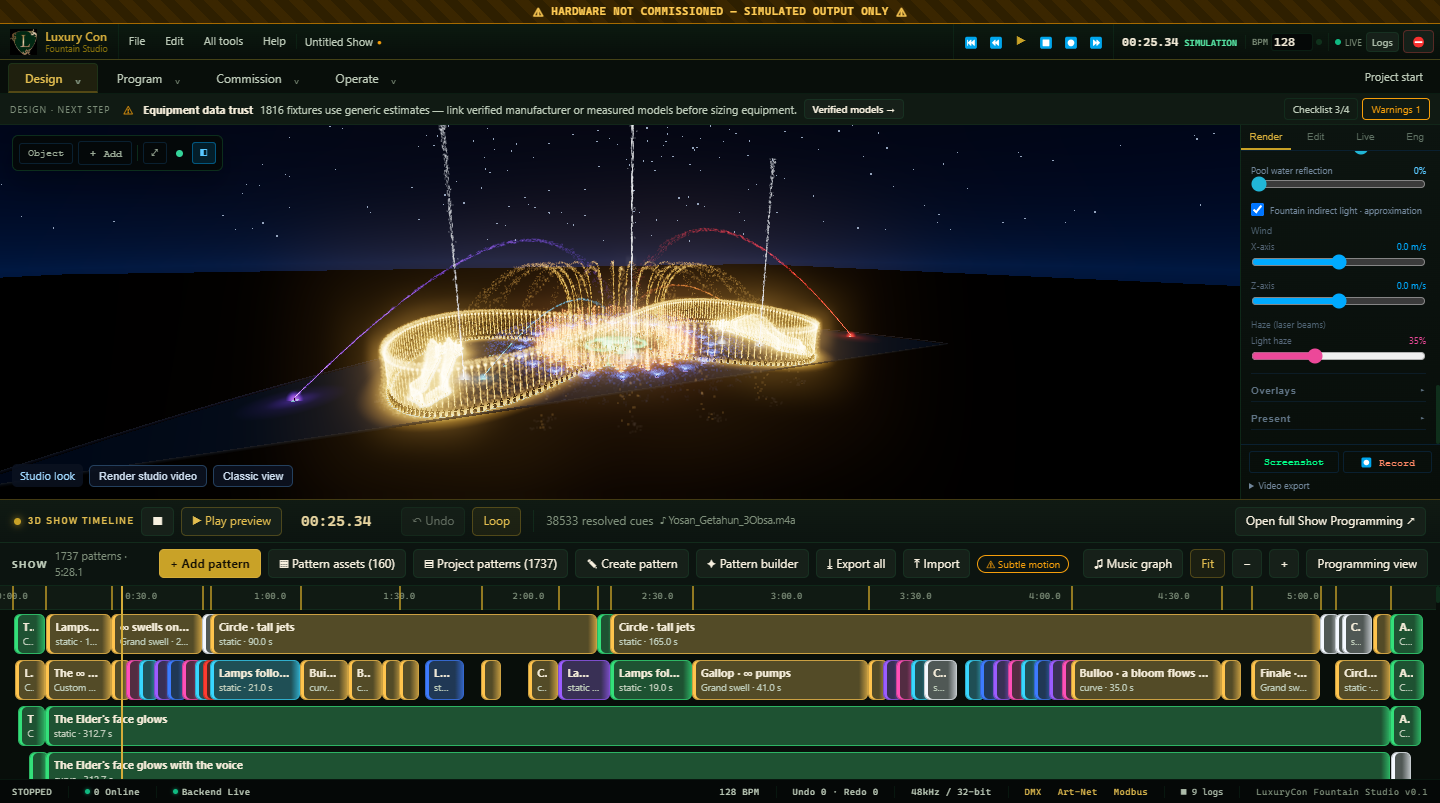 ⚠ HARDWARE NOT COMMISSIONED — SIMULATED OUTPUT ONLY ⚠
Luxury Con
Fountain Studio
File Edit All tools Help Untitled Show
00:25.34 SIMULATION BPM 128 LIVE Logs
Design Program Commission Operate Project start
DESIGN · NEXT STEP ⚠ Equipment data trust 1816 fixtures use generic estimates — link verified manufacturer or measured models before sizing equipment. Verified models → Checklist 3/4 Warnings 1
Object + Add
Render Edit Live Eng
Pool water reflection 0%
Fountain indirect light · approximation
Wind
X-axis 0.0 m/s
Z-axis 0.0 m/s
Haze (laser beams)
Light haze 35%
Overlays
Present
Screenshot Record
Video export
Studio look Render studio video Classic view
3D SHOW TIMELINE Play preview 00:25.34 Undo Loop 38533 resolved cues Yosan_Getahun_3Obsa.m4a Open full Show Programming ↗
SHOW 1737 patterns · 5:28.1 + Add pattern Pattern assets (160) Project patterns (1737) Create pattern Pattern builder Export all Import ⚠ Subtle motion Music graph Fit − + Programming view
0:00.0 0:30.0 1:00.0 1:30.0 2:00.0 2:30.0 3:00.0 3:30.0 4:00.0 4:30.0 5:00.0
T.. Lamps... ∞ swells on... Circle · tall jets Circle · tall jets C.. A..
C.. static · 1... Grand swell · 2... static · 90.0 s static · 165.0 s s... C..
L. The ∞ ... Lamps follo... Bui... B.. L... C. La... Lamps fol... Gallop · ∞ pumps C.. Bulloo · a bloom flows ... Finale ·... Circl... A..
C.. Custom ... static · 21.0 s curv... C.. st... C.. static ... static · 19.0 s Grand swell · 41.0 s s... curve · 35.0 s Grand sw... static ·... C..
T The Elder's face glows A.
C static · 312.7 s C..
The Elder's face glows with the voice
STOPPED 0 Online Backend Live 128 BPM Undo 0 · Redo 0 48kHz / 32-bit DMX Art-Net Modbus 9 logs LuxuryCon Fountain Studio v0.1